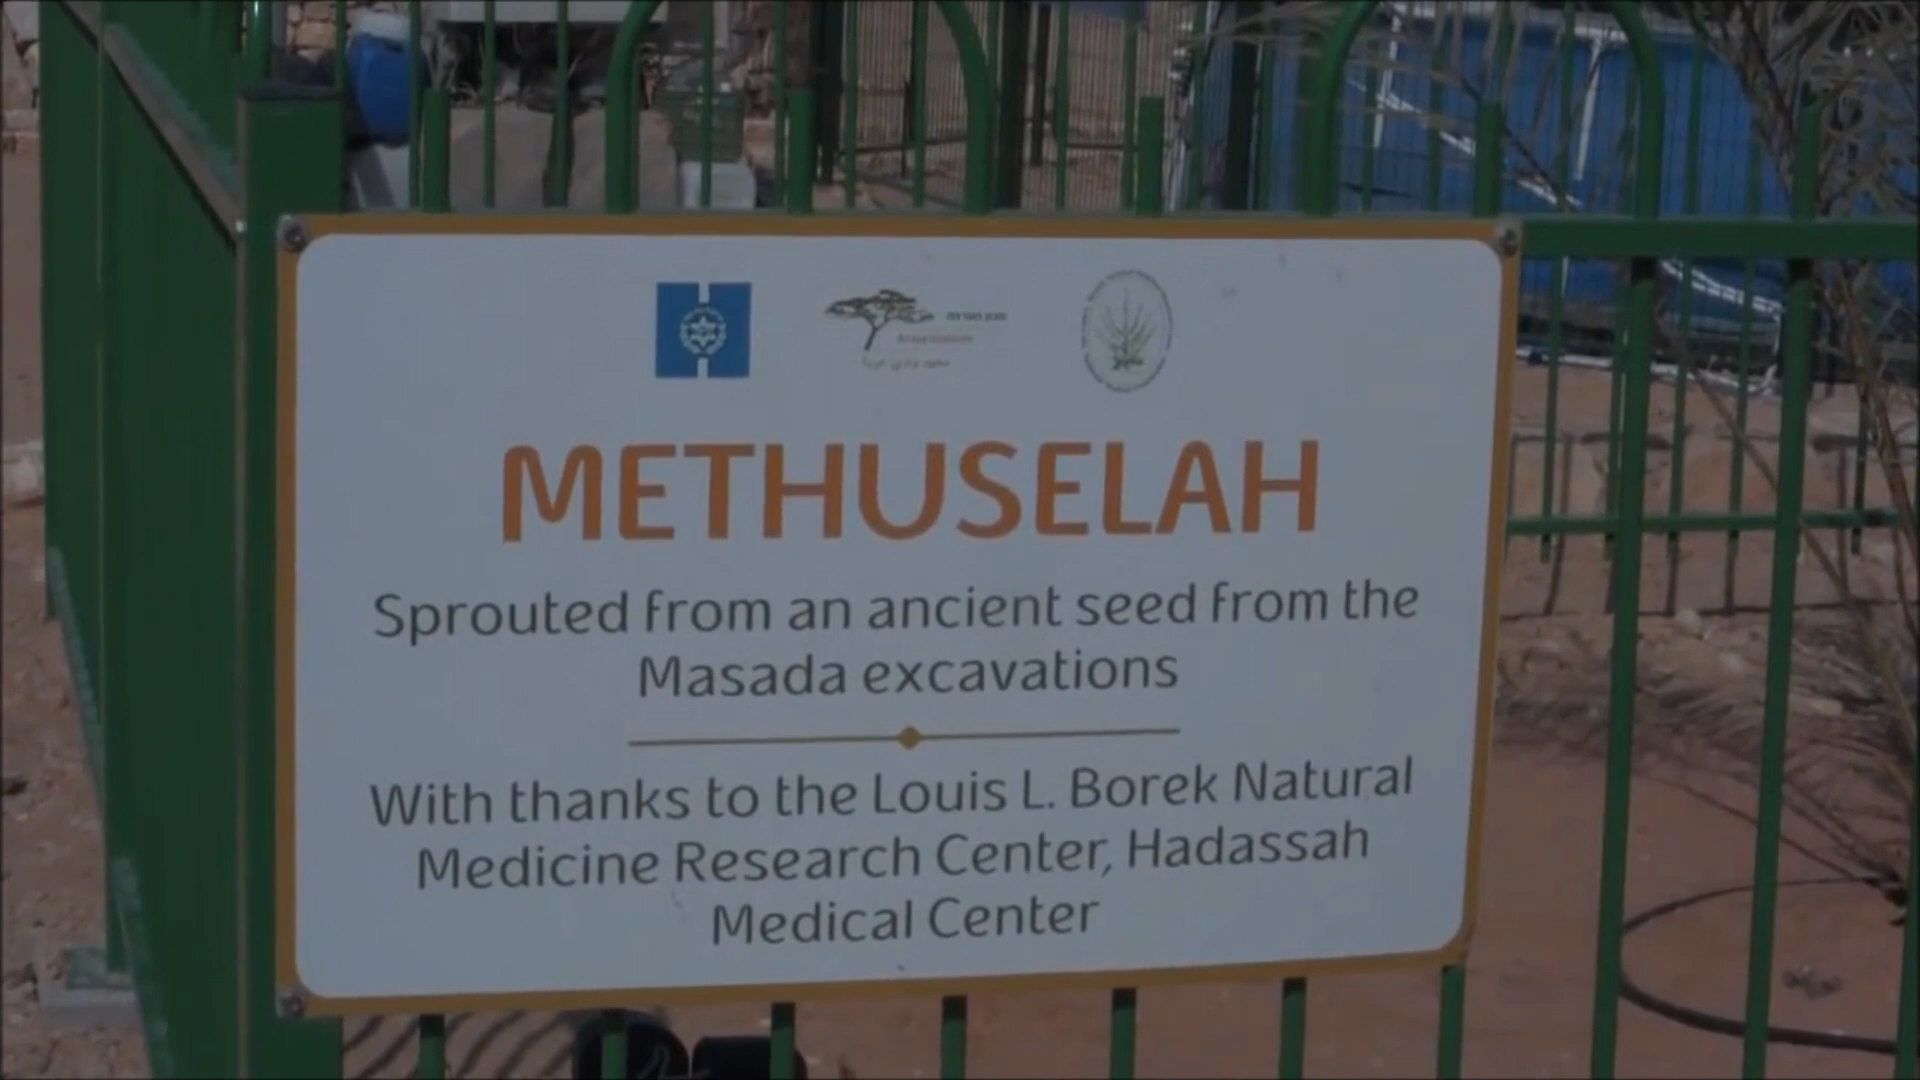 METHUSELAH
Sprouted from an ancient seed from the
Masada excavations
With thanks to the Louis L. Borek Natural
Medicine Research Center, Hadassah
Medical Center